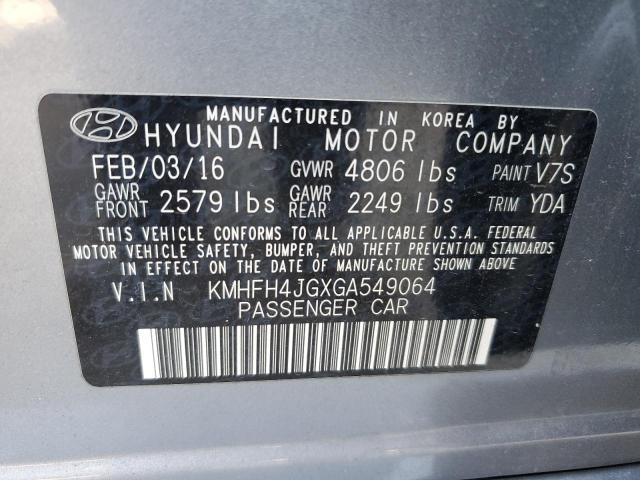 MANUFACTURED IN KOREA BY
HYUNDAI MOTOR COMPANY
FEB/03/16 GVWR 4806 lbs PAINT V7S
GAWR FRONT 2579 lbs GAWR REAR 2249 lbs TRIM YDA
THIS VEHICLE CONFORMS TO ALL APPLICABLE U.S.A. FEDERAL
MOTOR VEHICLE SAFETY, BUMPER, AND THEFT PREVENTION STANDARDS
IN EFFECT ON THE DATE OF MANUFACTURE SHOWN ABOVE
V.I.N KMHFH4JGXGA549064
PASSENGER CAR